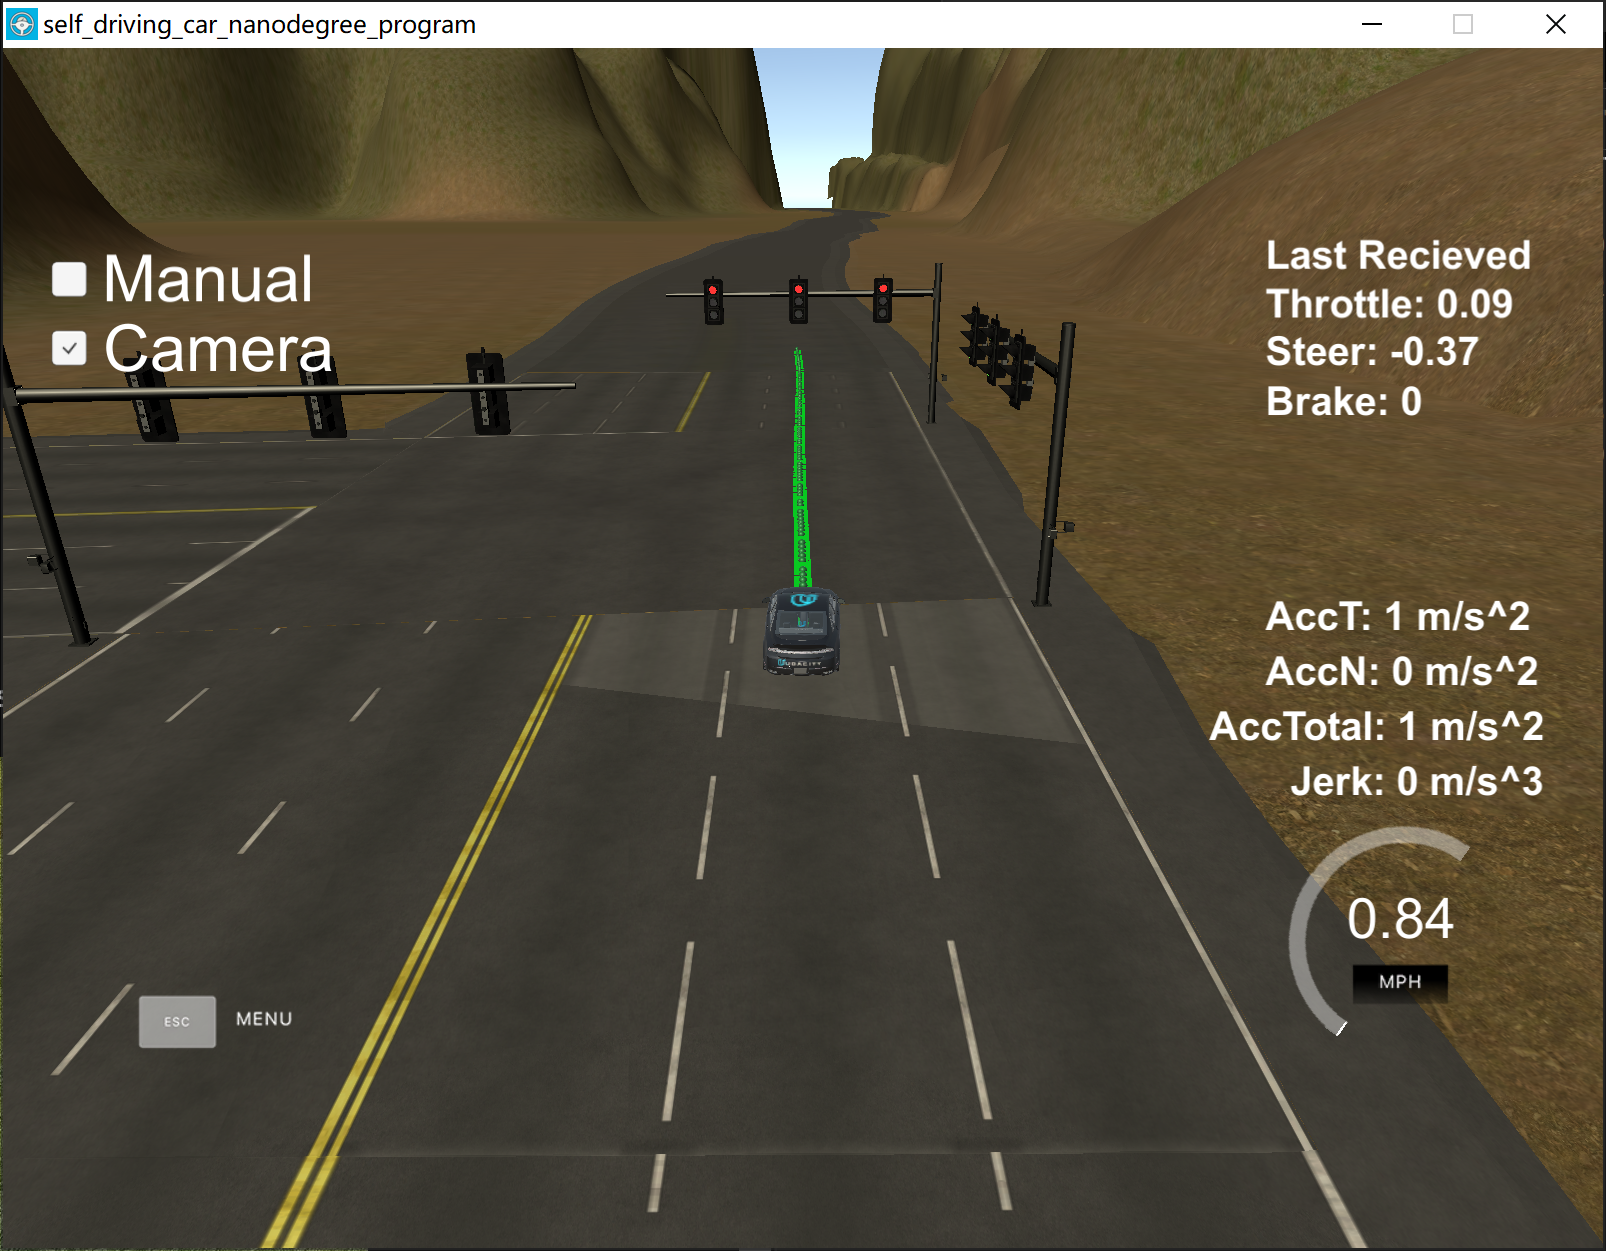 self_driving_car_nanodegree_program
Manual
Camera
Last Recieved
Throttle: 0.09
Steer: -0.37
Brake: 0
AccT: 1 m/s^2
AccN: 0 m/s^2
AccTotal: 1 m/s^2
Jerk: 0 m/s^3
UDACITY
0.84
MPH
ESC
MENU